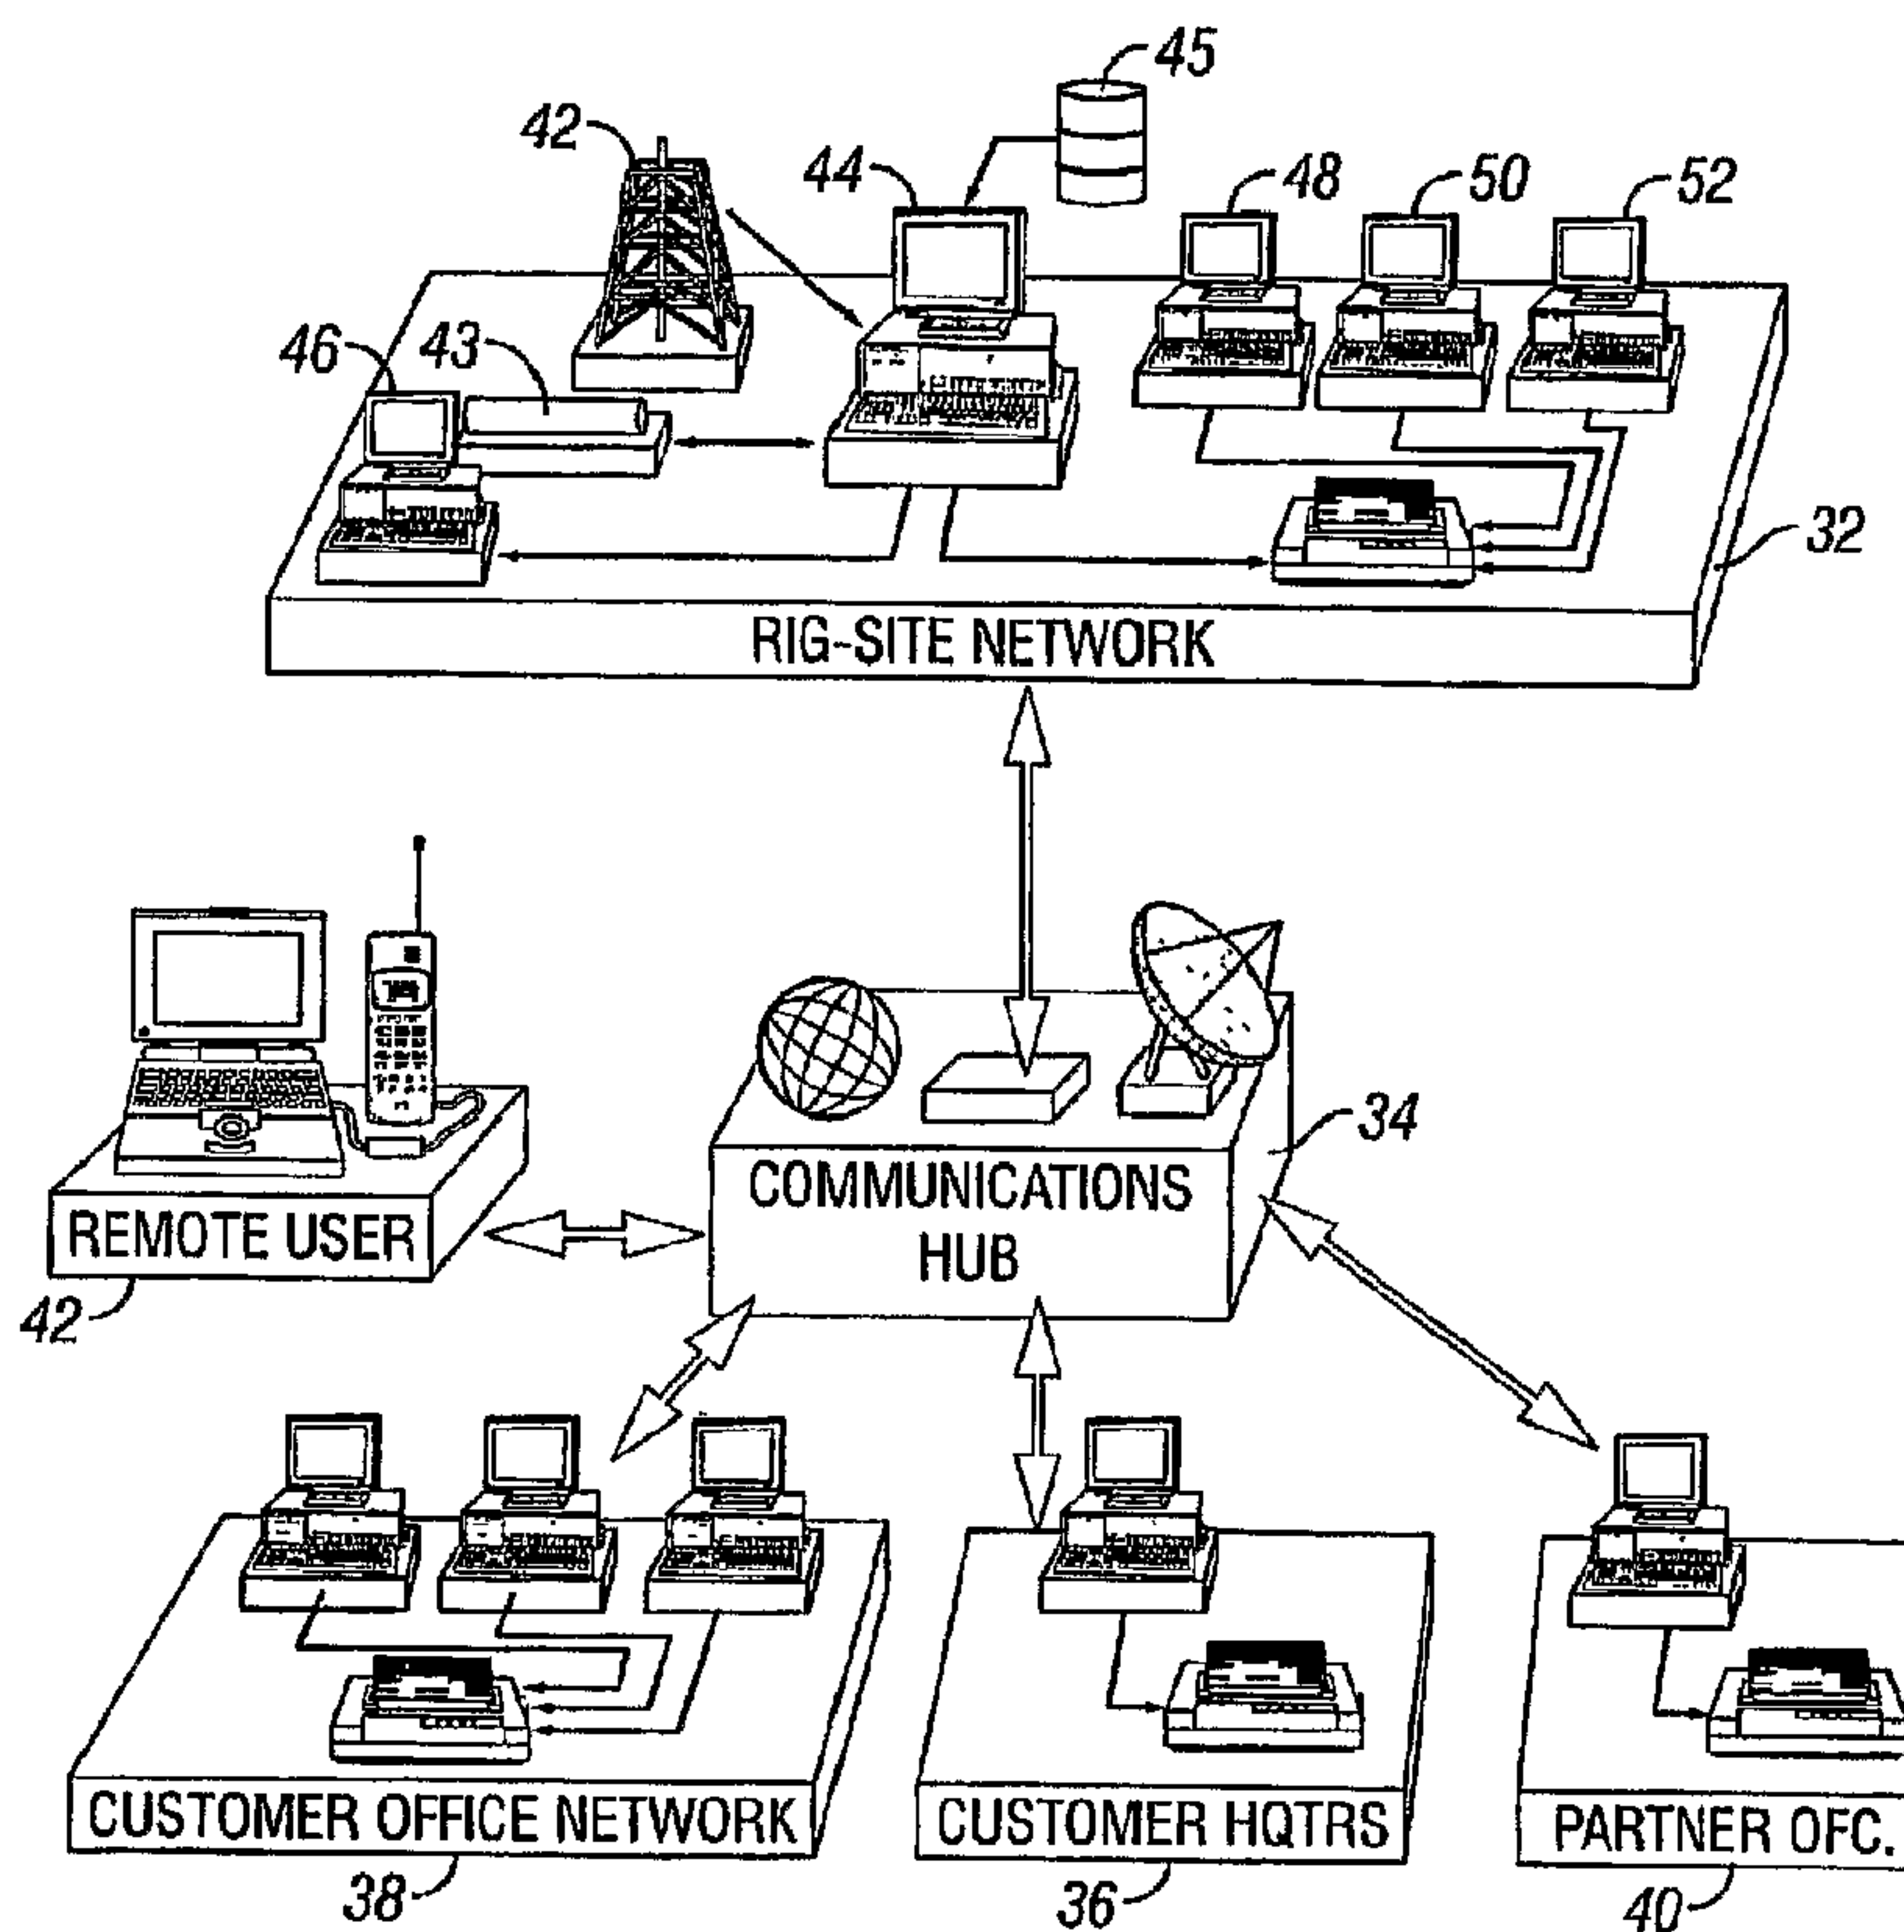 45
42
44
48
50
52
46
43
32
RIG-SITE NETWORK
34
COMMUNICATIONS
HUB
REMOTE USER
42
CUSTOMER OFFICE NETWORK
CUSTOMER HQTRS
PARTNER OFC.
38
36
40